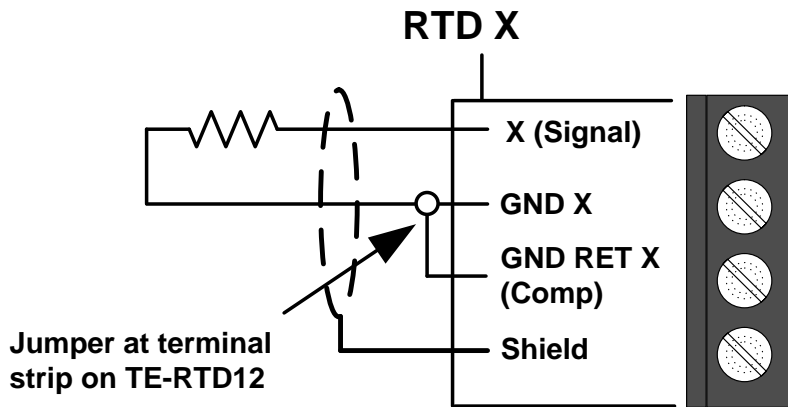 RTD X
X (Signal)
GND X
GND RET X
(Comp)
Shield
Jumper at terminal
strip on TE-RTD12